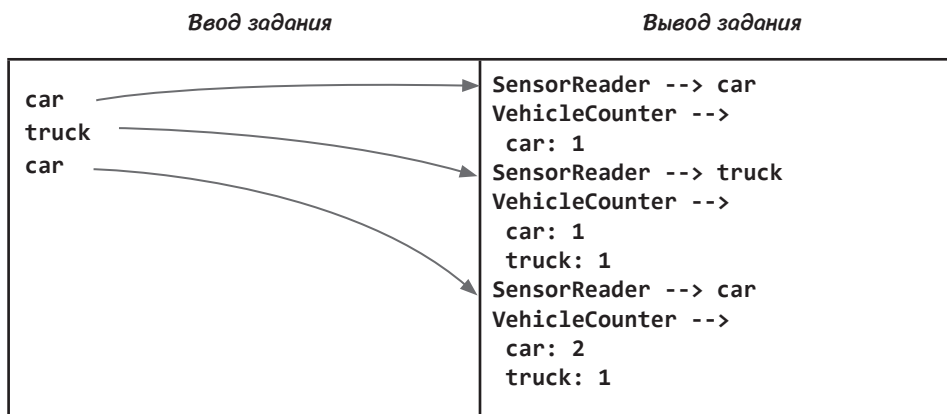 Ввод задания
Вывод задания
car
truck
car
SensorReader --> car
VehicleCounter -->
car: 1
SensorReader --> truck
VehicleCounter -->
car: 1
truck: 1
SensorReader --> car
VehicleCounter -->
car: 2
truck: 1